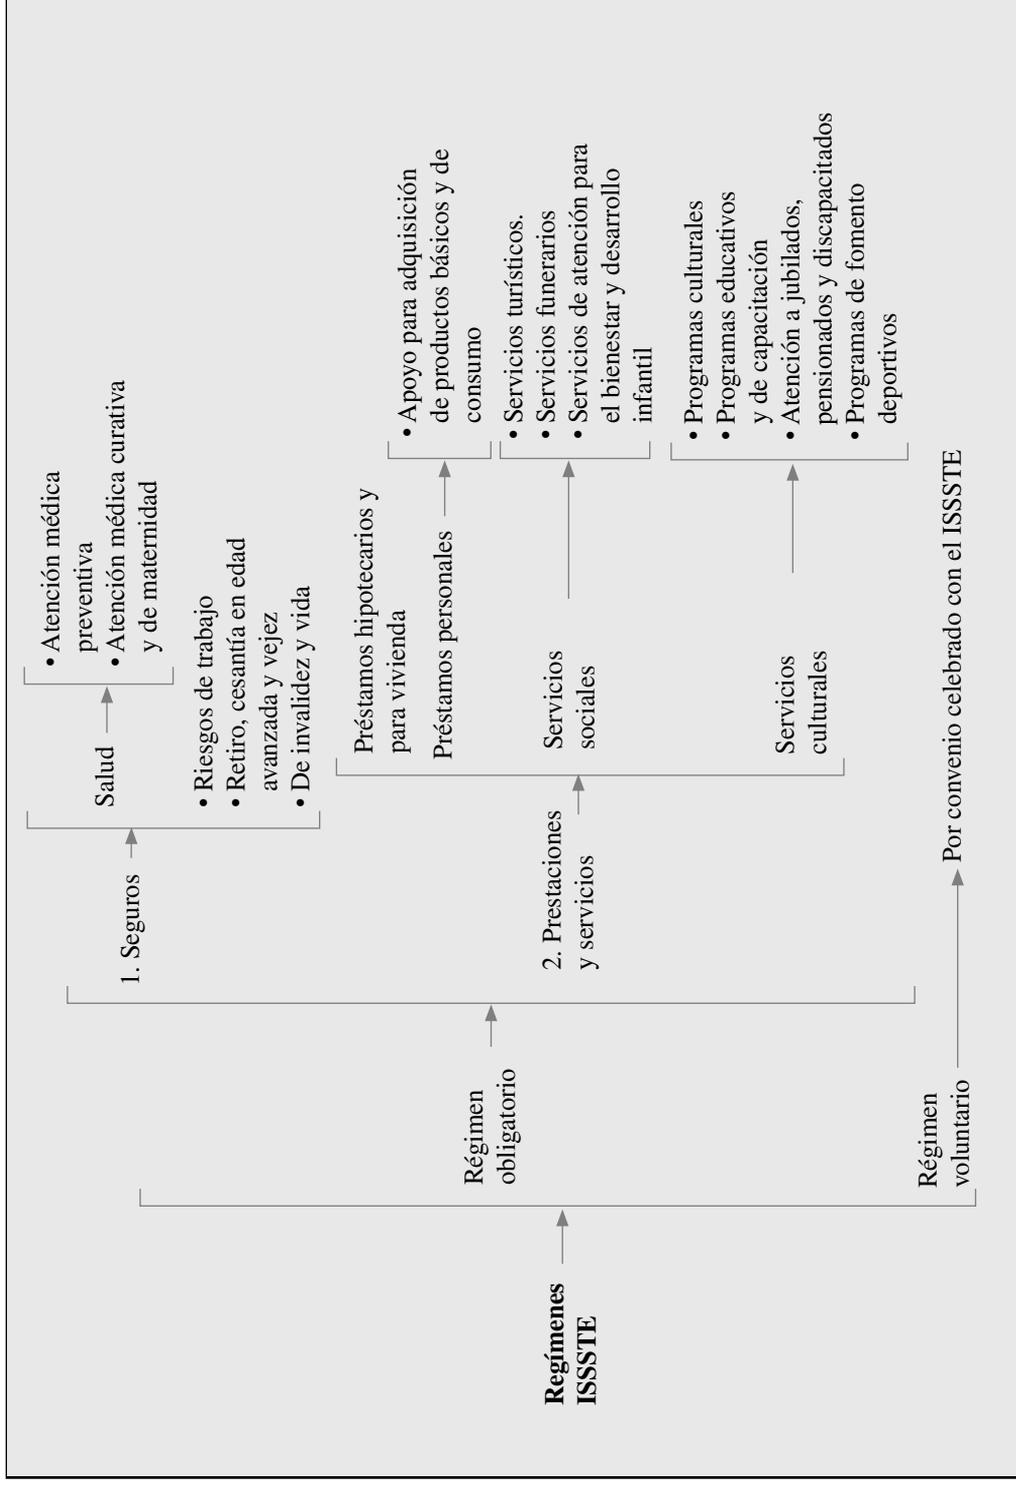 Regímenes
ISSSTE
Régimen
obligatorio
1. Seguros
Salud
• Atención médica
preventiva
• Atención médica curativa
y de maternidad
• Riesgos de trabajo
• Retiro, cesantía en edad
avanzada y vejez
• De invalidez y vida
2. Prestaciones
y servicios
Préstamos hipotecarios y
para vivienda
Préstamos personales
• Apoyo para adquisición
de productos básicos y de
consumo
Servicios
sociales
• Servicios turísticos.
• Servicios funerarios
• Servicios de atención para
el bienestar y desarrollo
infantil
Servicios
culturales
• Programas culturales
• Programas educativos
y de capacitación
• Atención a jubilados,
pensionados y discapacitados
• Programas de fomento
deportivos
Régimen
voluntario
Por convenio celebrado con el ISSSTE